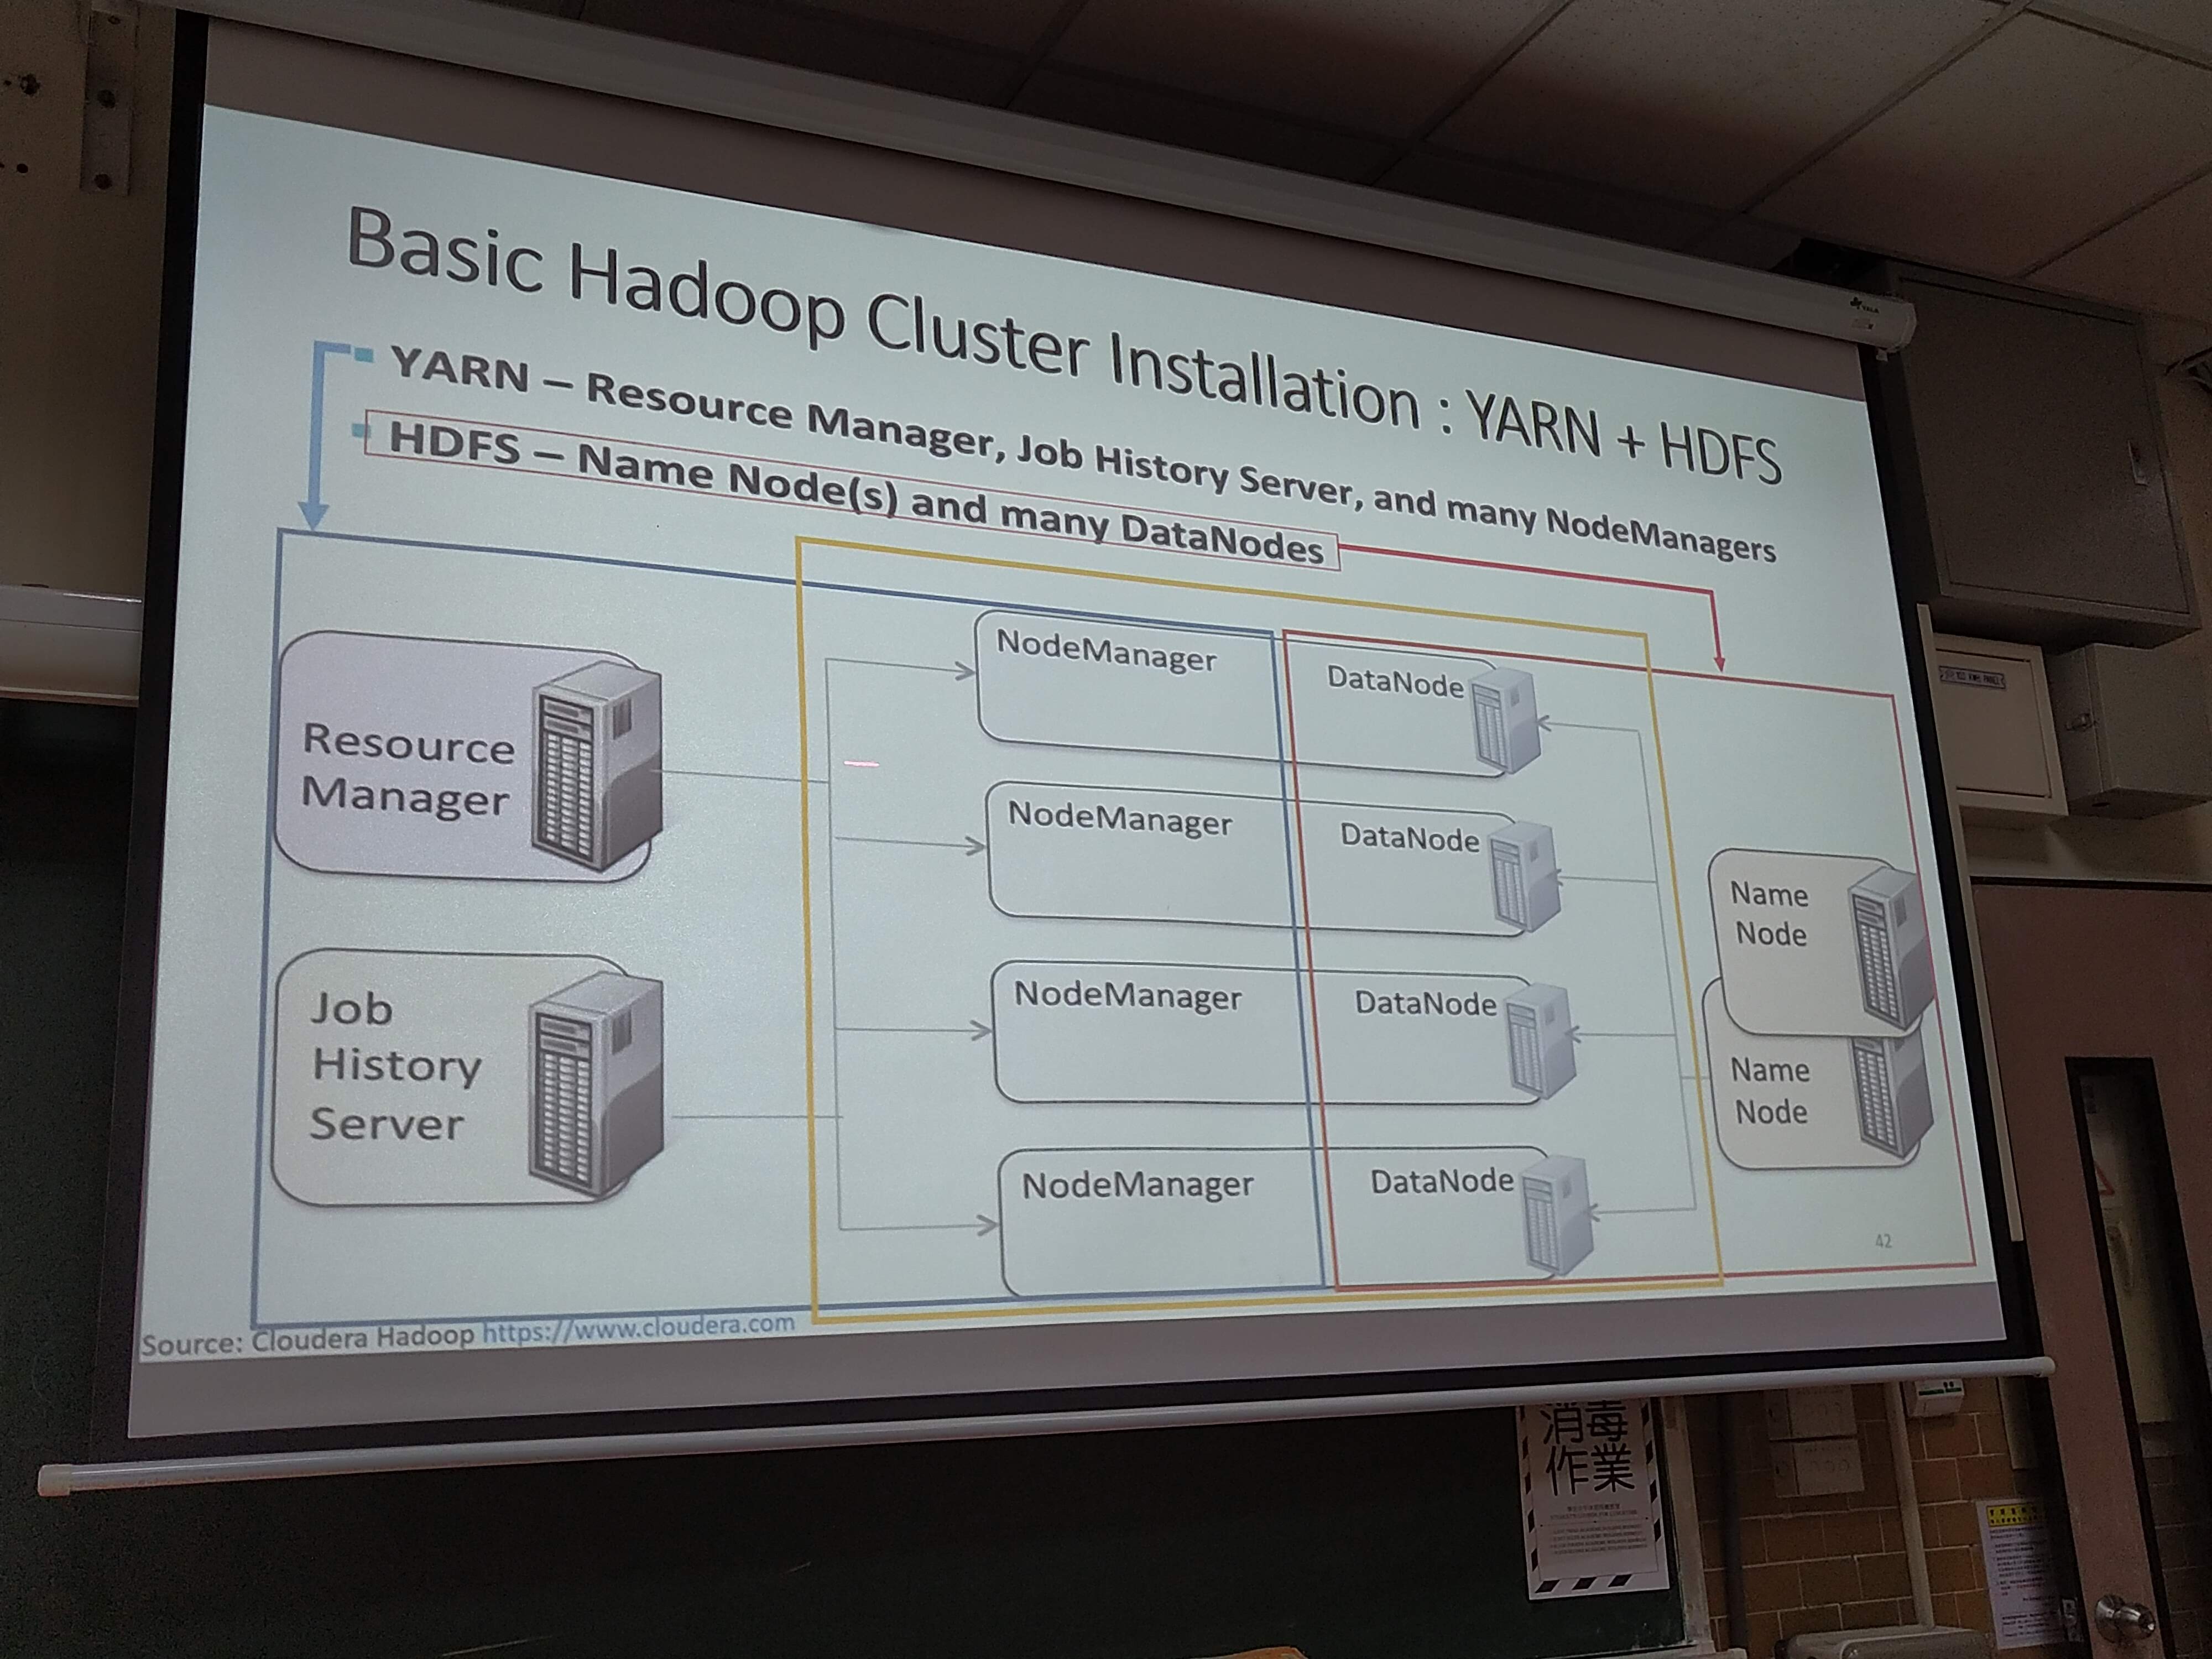 Basic Hadoop Cluster Installation : YARN + HDFS
YARN – Resource Manager, Job History Server, and many NodeManagers
HDFS – Name Node(s) and many DataNodes
Resource
Manager
Job
History
Server
NodeManager
DataNode
NodeManager
DataNode
NodeManager
DataNode
NodeManager
DataNode
Name
Node
Name
Node
42
Source: Cloudera Hadoop https://www.cloudera.com
消毒
作業